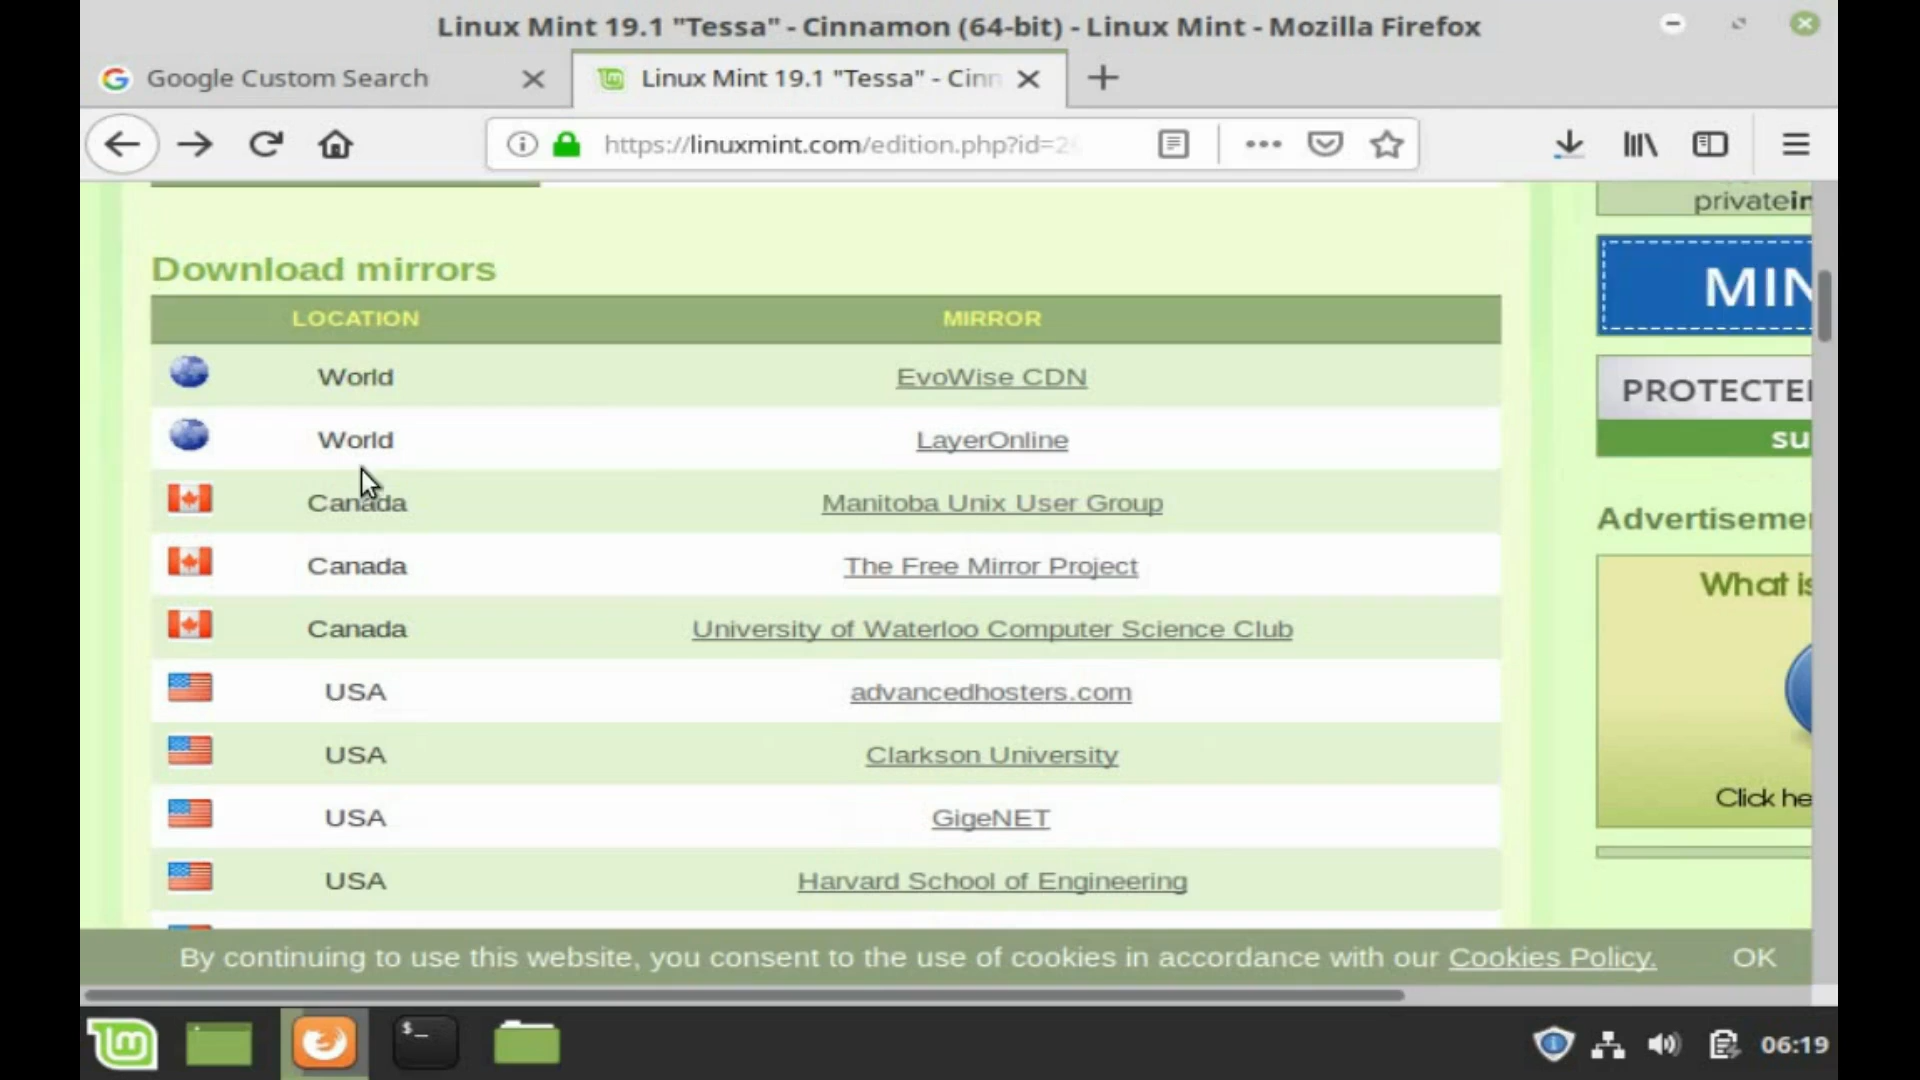 Linux Mint 19.1 "Tessa" - Cinnamon (64-bit) - Linux Mint - Mozilla Firefox
Google Custom Search
Linux Mint 19.1 "Tessa" - Cinn
https://linuxmint.com/edition.php?id=2
privatein
MIN
PROTECTE
su
Download mirrors
LOCATION MIRROR
World EvoWise CDN
World LayerOnline
Canada Manitoba Unix User Group
Canada The Free Mirror Project
Canada University of Waterloo Computer Science Club
USA advancedhosters.com
USA Clarkson University
USA GigeNET
USA Harvard School of Engineering
Advertiseme
What is
Click he
By continuing to use this website, you consent to the use of cookies in accordance with our Cookies Policy. OK
$_
06:19